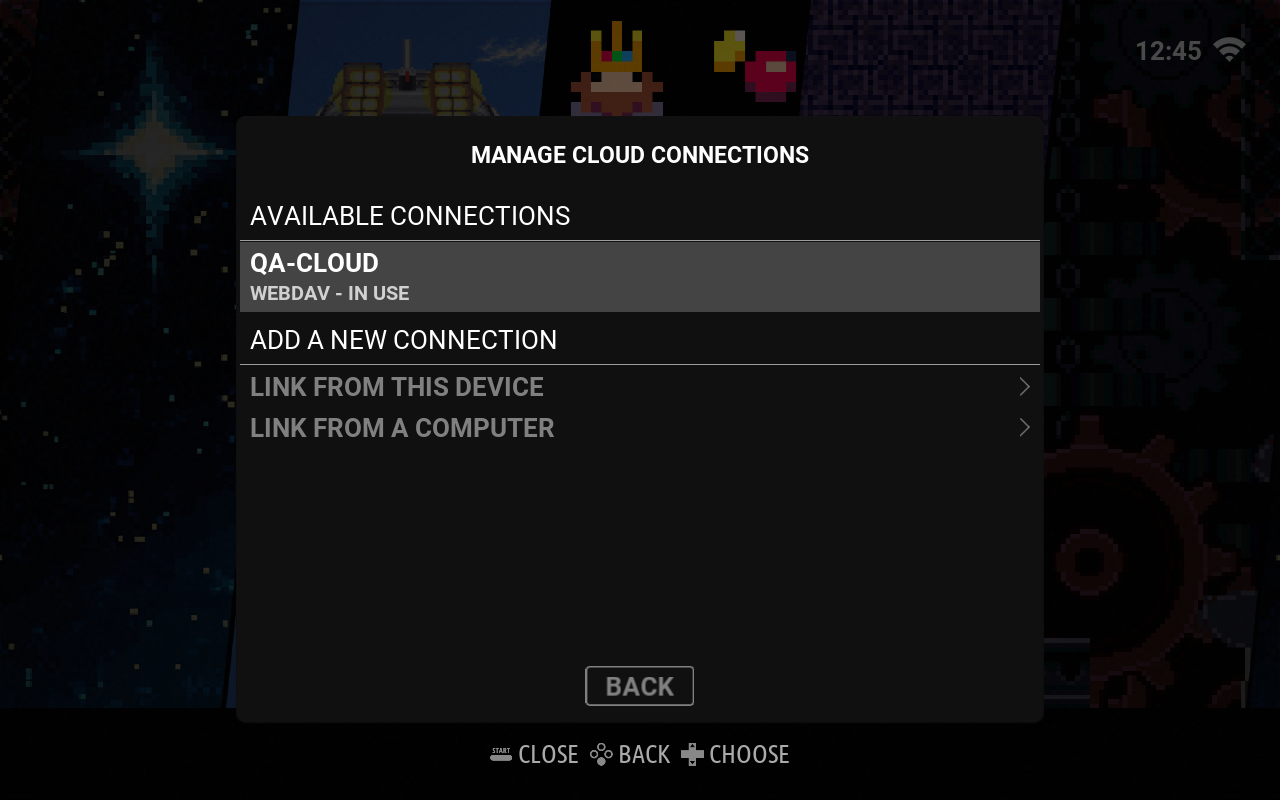 12:45
MANAGE CLOUD CONNECTIONS
AVAILABLE CONNECTIONS
QA-CLOUD
WEBDAV - IN USE
ADD A NEW CONNECTION
LINK FROM THIS DEVICE
LINK FROM A COMPUTER
BACK
START CLOSE BACK CHOOSE